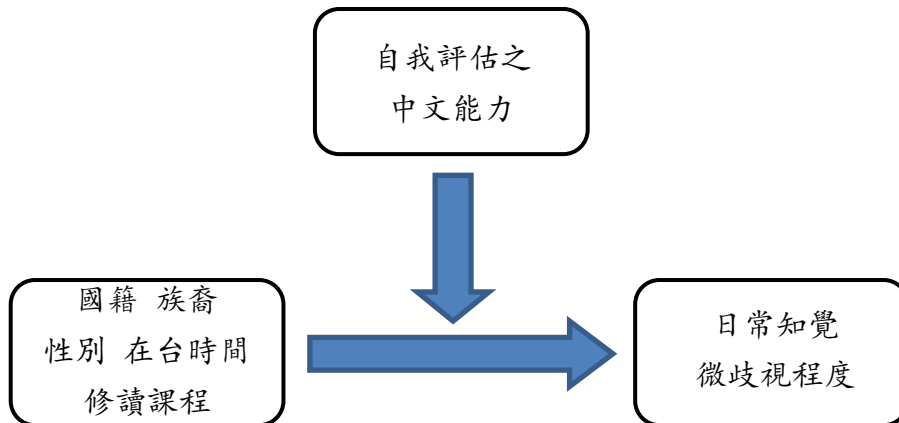 自我評估之
中文能力
國籍 族裔
性別 在台時間
修讀課程
日常知覺
微歧視程度